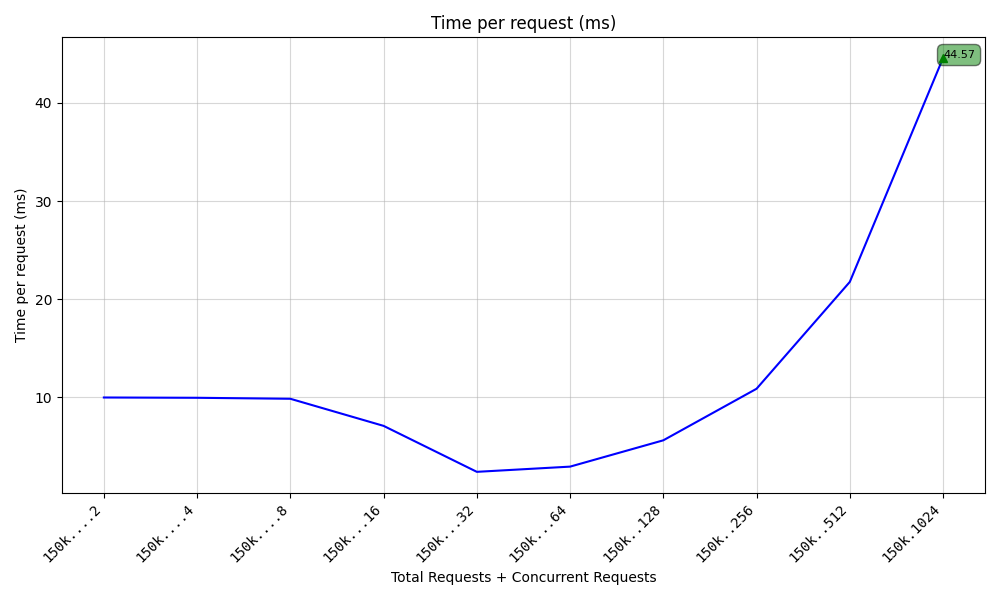 Time per request (ms)
44.57
Time per request (ms)
40
30
20
10
150k....2
150k....4
150k....8
150k...16
150k...32
150k...64
150k..128
150k..256
150k..512
150k.1024
Total Requests + Concurrent Requests